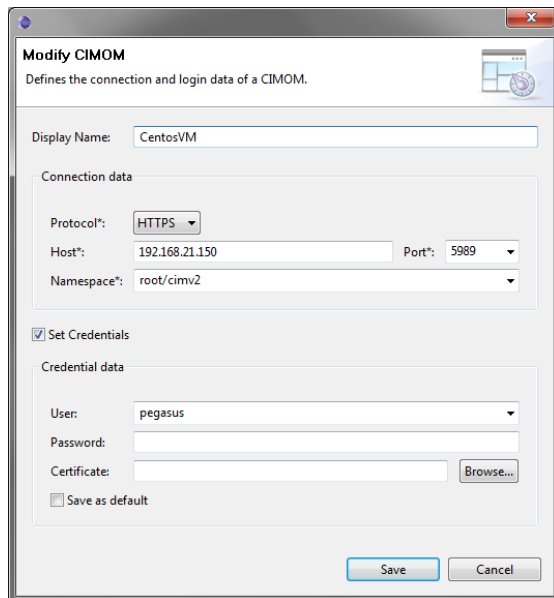 Modify CIMOM
Defines the connection and login data of a CIMOM.
Display Name: CentosVM
Connection data
Protocol*: HTTPS
Host*: 192.168.21.150 Port*: 5989
Namespace*: root/cimv2
Set Credentials
Credential data
User: pegasus
Password:
Certificate: Browse...
Save as default
Save Cancel